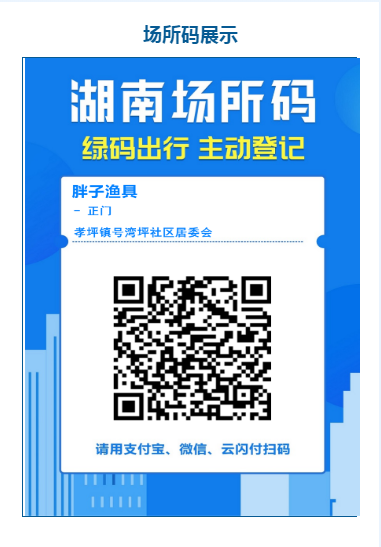 场所码展示
湖南场所码
绿码出行 主动登记
胖子渔具
- 正门
孝坪镇号湾坪社区居委会
请用支付宝、微信、云闪付扫码